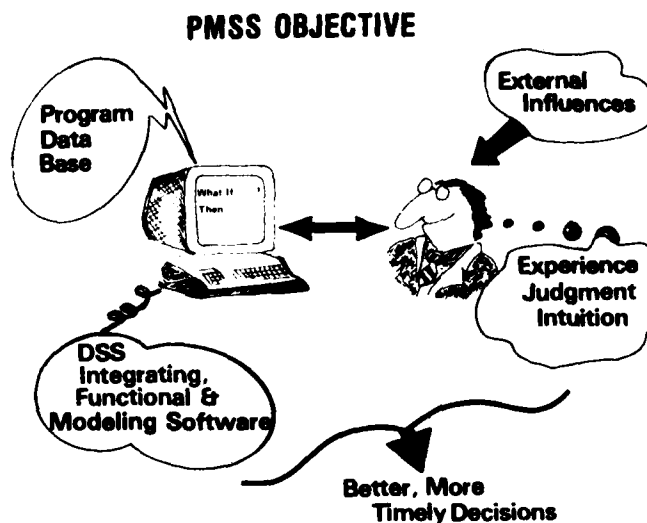 PMSS OBJECTIVE
Program
Data
Base
External
Influences
What If
Then
Experience
Judgment
Intuition
DSS
Integrating,
Functional &
Modeling Software
Better, More
Timely Decisions